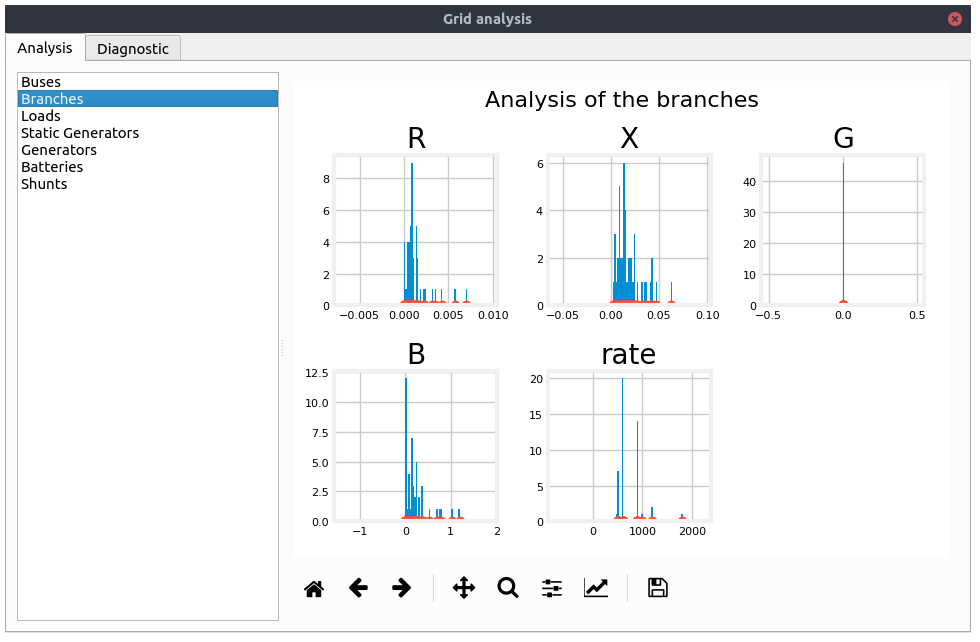 Grid analysis
Analysis Diagnostic
Buses
Branches
Loads
Static Generators
Generators
Batteries
Shunts
Analysis of the branches
R
8
6
4
2
0
−0.005 0.000 0.005 0.010
X
6
4
2
0
−0.05 0.00 0.05 0.10
G
40
30
20
10
0
−0.5 0.0 0.5
B
12.5
10.0
7.5
5.0
2.5
0.0
−1 0 1 2
rate
20
15
10
5
0
0 1000 2000